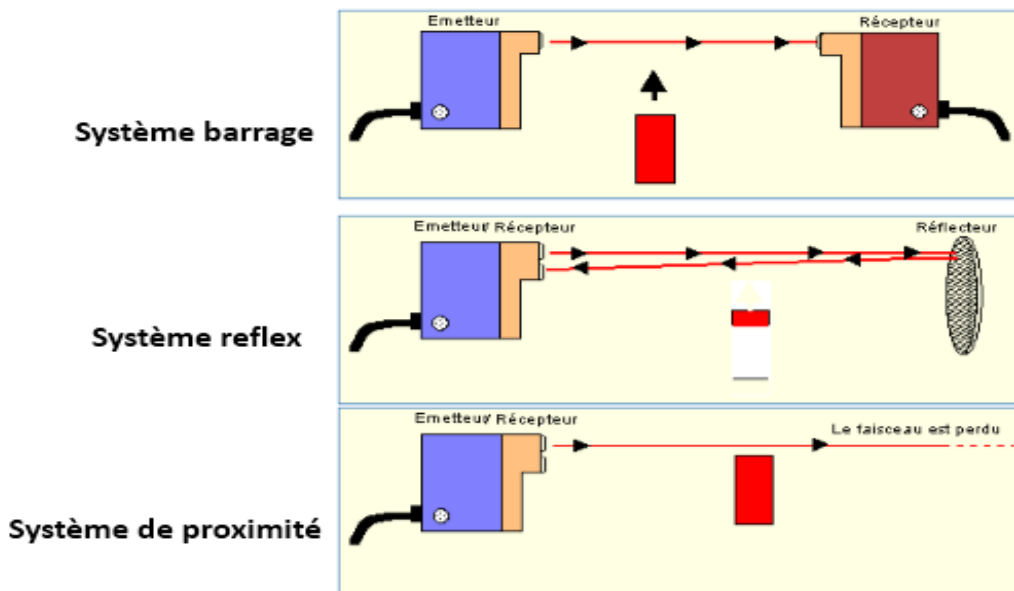 Emetteur
Récepteur
Système barrage
Emetteur/ Récepteur
Réflecteur
Système reflex
Emetteur/ Récepteur
Le faisceau est perdu
Système de proximité